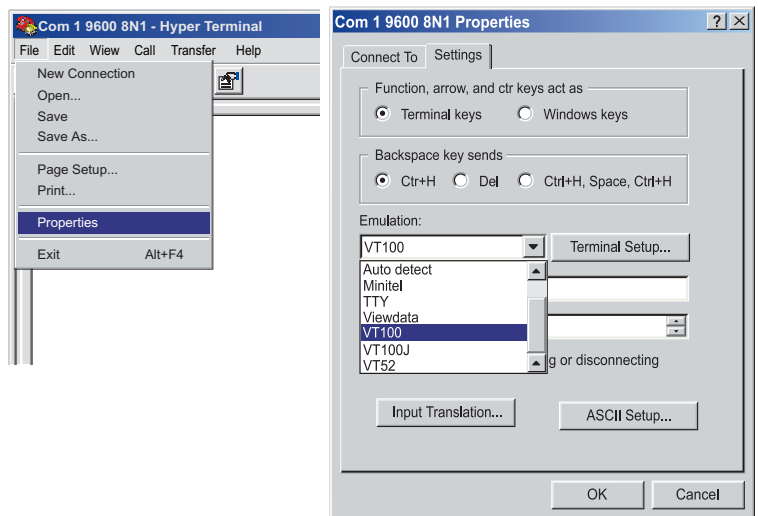 Com 1 9600 8N1 - Hyper Terminal
File Edit Wiew Call Transfer Help
New Connection
Open...
Save
Save As...
Page Setup...
Print...
Properties
Exit Alt+F4
Com 1 9600 8N1 Properties
Connect To Settings
Function, arrow, and ctr keys act as
Terminal keys Windows keys
Backspace key sends
Ctr+H Del Ctrl+H, Space, Ctrl+H
Emulation:
VT100 Terminal Setup...
Auto detect
Minitel
TTY
Viewdata
VT100
VT100J
VT52
g or disconnecting
Input Translation... ASCII Setup...
OK Cancel